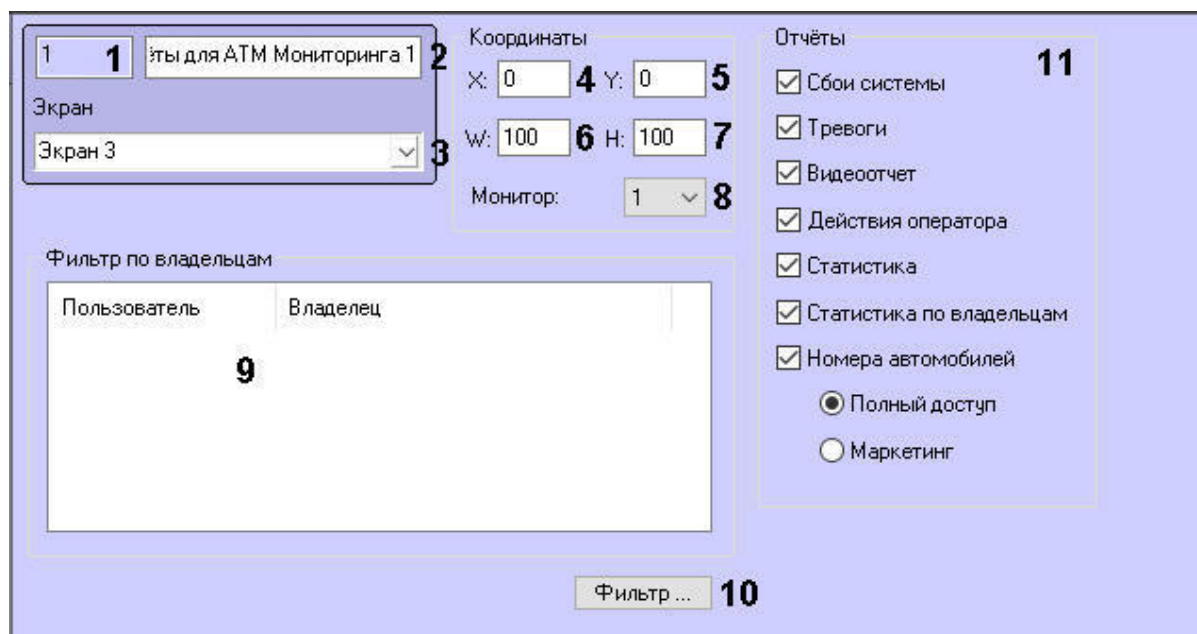 1 1 ты для АТМ Мониторинга 1 2
Экран
Экран 3 3
Координаты
X: 0 4 Y: 0 5
W: 100 6 H: 100 7
Монитор: 1 8
Фильтр по владельцам
Пользователь Владелец
9
Фильтр ... 10
Отчёты 11
Сбои системы
Тревоги
Видеоотчет
Действия оператора
Статистика
Статистика по владельцам
Номера автомобилей
Полный доступ
Маркетинг